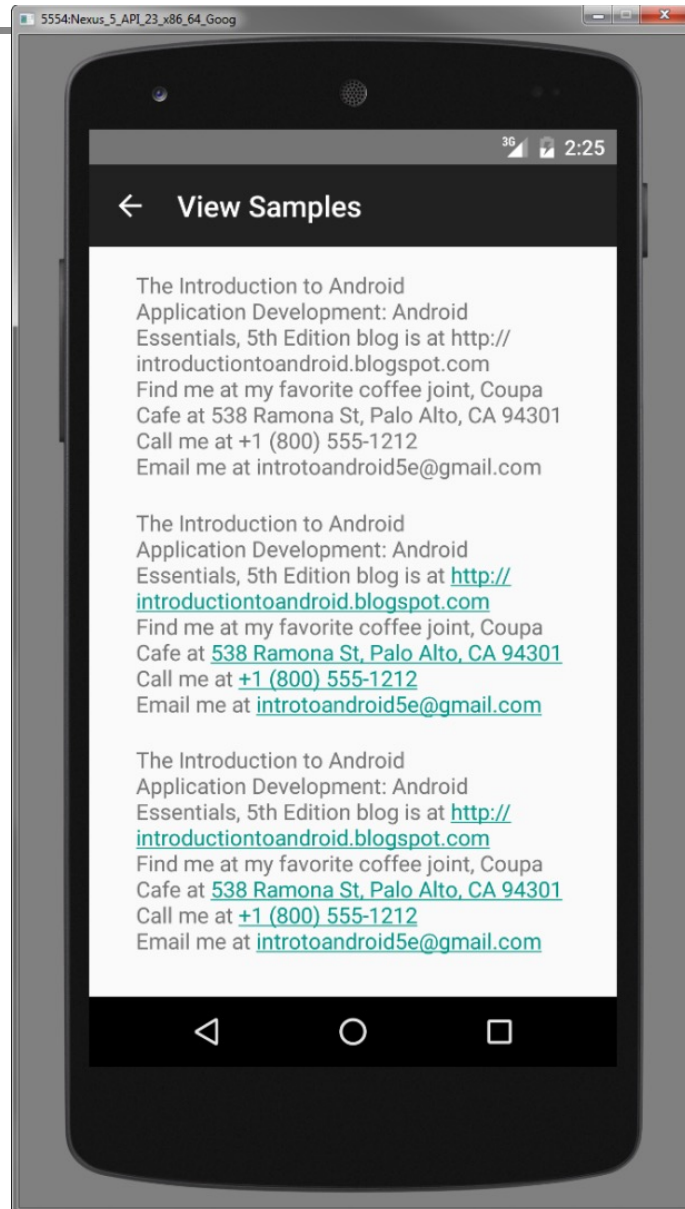 5554:Nexus_5_API_23_x86_64_Goog
3G 2:25
View Samples
The Introduction to Android
Application Development: Android
Essentials, 5th Edition blog is at http://
introductiontoandroid.blogspot.com
Find me at my favorite coffee joint, Coupa
Cafe at 538 Ramona St, Palo Alto, CA 94301
Call me at +1 (800) 555-1212
Email me at introtoandroid5e@gmail.com
The Introduction to Android
Application Development: Android
Essentials, 5th Edition blog is at http://
introductiontoandroid.blogspot.com
Find me at my favorite coffee joint, Coupa
Cafe at 538 Ramona St, Palo Alto, CA 94301
Call me at +1 (800) 555-1212
Email me at introtoandroid5e@gmail.com
The Introduction to Android
Application Development: Android
Essentials, 5th Edition blog is at http://
introductiontoandroid.blogspot.com
Find me at my favorite coffee joint, Coupa
Cafe at 538 Ramona St, Palo Alto, CA 94301
Call me at +1 (800) 555-1212
Email me at introtoandroid5e@gmail.com